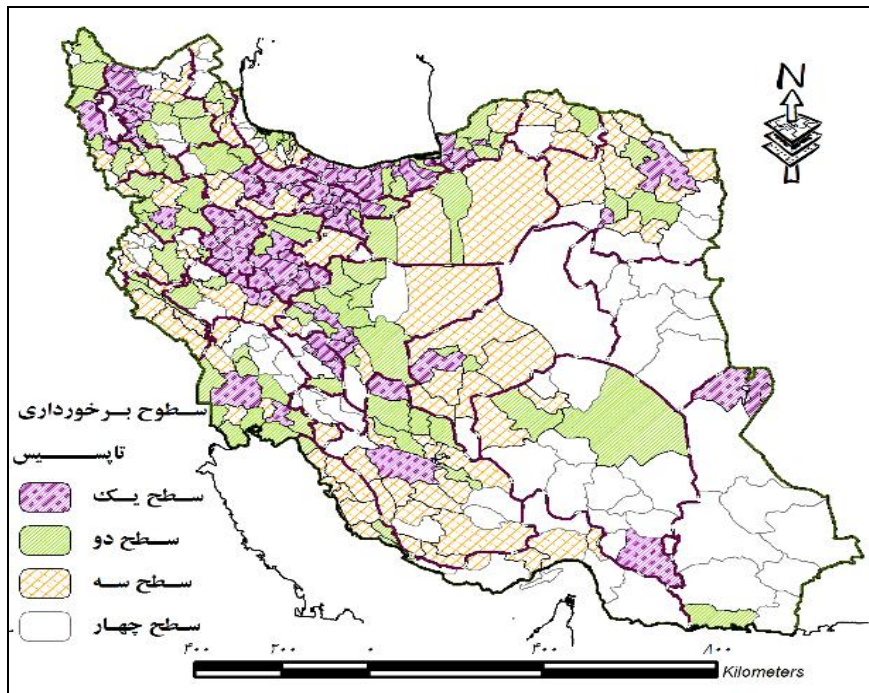 N
سطوح برخورداری
تاپسیس
سطح یک
سطح دو
سطح سه
سطح چهار
۴۰۰ ۲۰۰ ۰ ۴۰۰ ۸۰۰
Kilometers